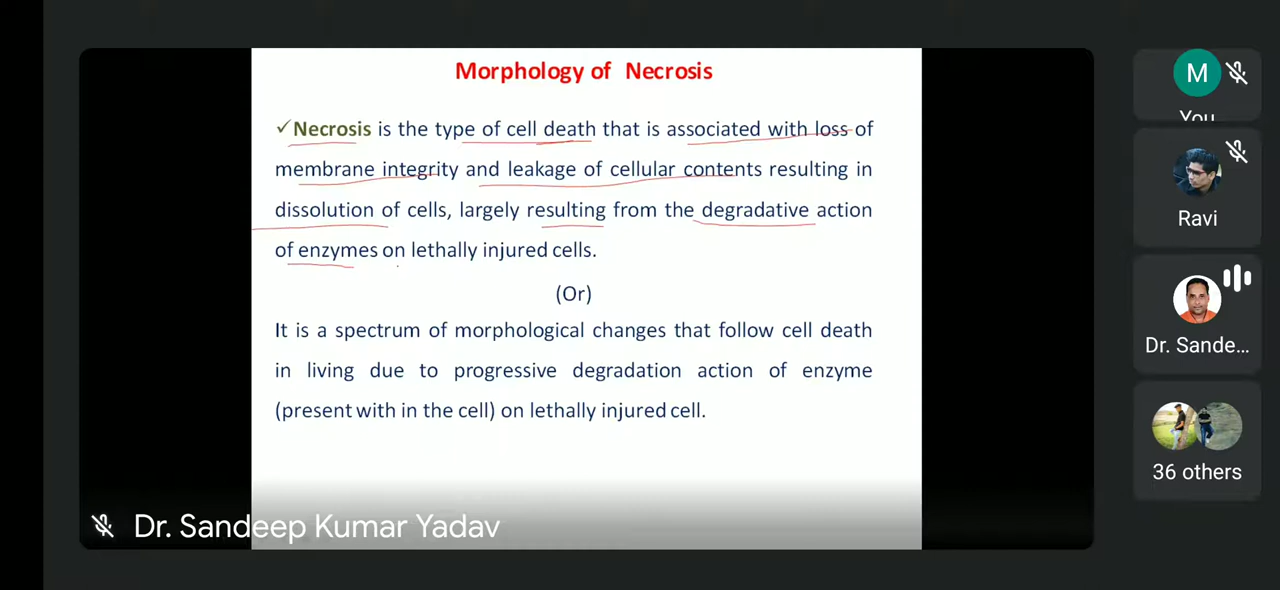 Morphology of Necrosis
✓Necrosis is the type of cell death that is associated with loss of
membrane integrity and leakage of cellular contents resulting in
dissolution of cells, largely resulting from the degradative action
of enzymes on lethally injured cells.
(Or)
It is a spectrum of morphological changes that follow cell death
in living due to progressive degradation action of enzyme
(present with in the cell) on lethally injured cell.
Dr. Sandeep Kumar Yadav
M
You
Ravi
Dr. Sande...
36 others